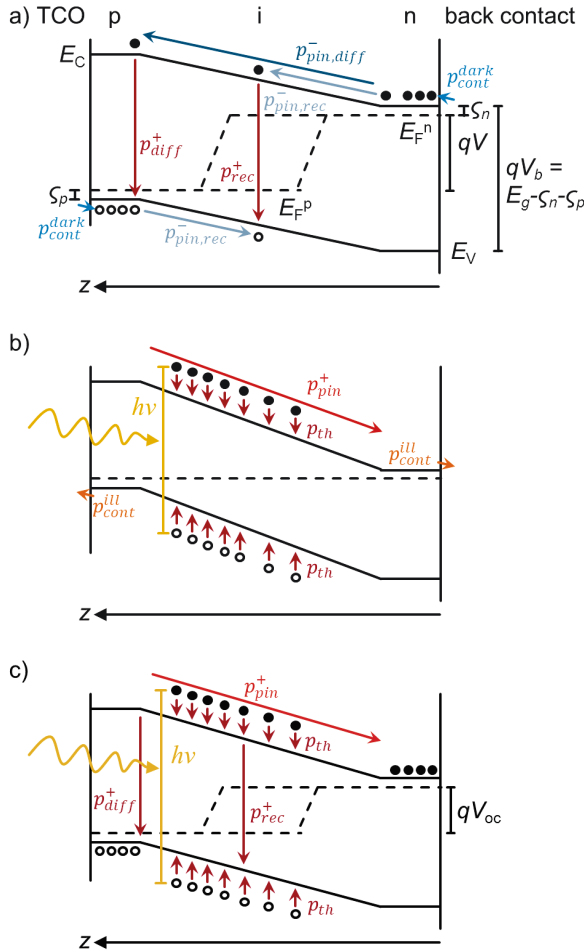 a) TCO p i n back contact
E_C
p⁻_pin,diff
p^dark_cont
p⁻_pin,rec
ς_n
E_F^n
qV
qV_b =
E_g-ς_n-ς_p
p⁺_diff
p⁺_rec
ς_p
E_F^p
p^dark_cont
p⁻_pin,rec
E_V
z
b)
p⁺_pin
hν
p_th
p^ill_cont
p^ill_cont
p_th
z
c)
p⁺_pin
hν
p_th
p⁺_diff
p⁺_rec
qV_oc
p_th
z